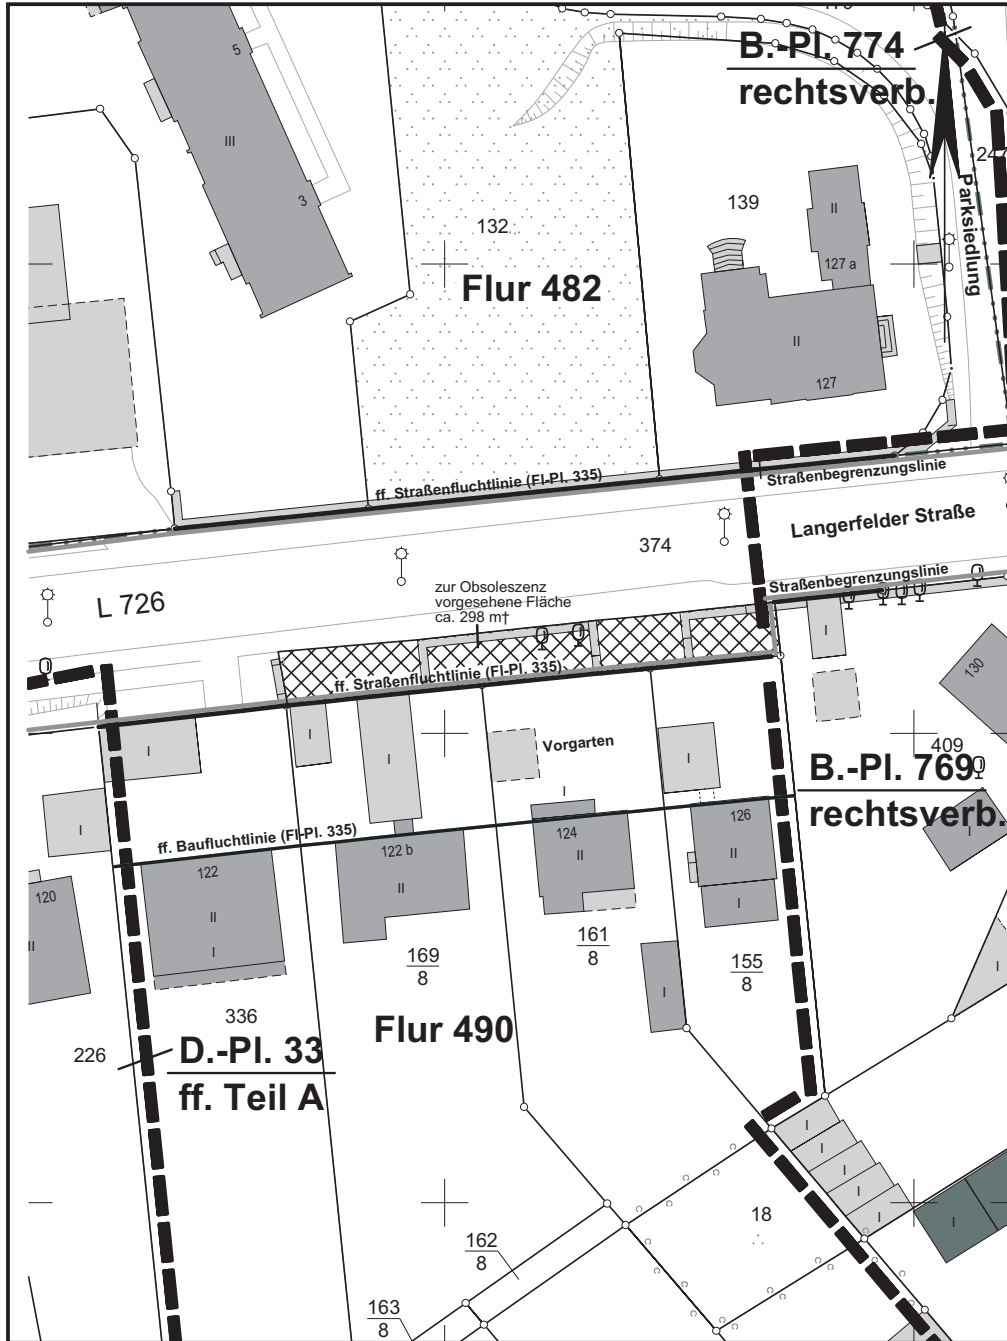 B.-Pl. 774
rechtsverb.
5
III
3
247
Parksiedlung
132
139
II
127 a
Flur 482
II
127
ff. Straßenfluchtlinie (Fl-Pl. 335)
Straßenbegrenzungslinie
Langerfelder Straße
374
L 726
zur Obsoleszenz
vorgesehene Fläche
ca. 298 m†
Straßenbegrenzungslinie
I
ff. Straßenfluchtlinie (Fl-Pl. 335)
130
I
I
I
Vorgarten
I
I
409
B.-Pl. 769
rechtsverb.
I
I
I
ff. Baufluchtlinie (Fl-Pl. 335)
122
122 b
124
126
120
II
II
II
II
II
I
I
169
8
161
8
155
8
I
I
336
226
Flur 490
D.-Pl. 33
ff. Teil A
I
I
I
I
I
I
18
162
8
163
8
I